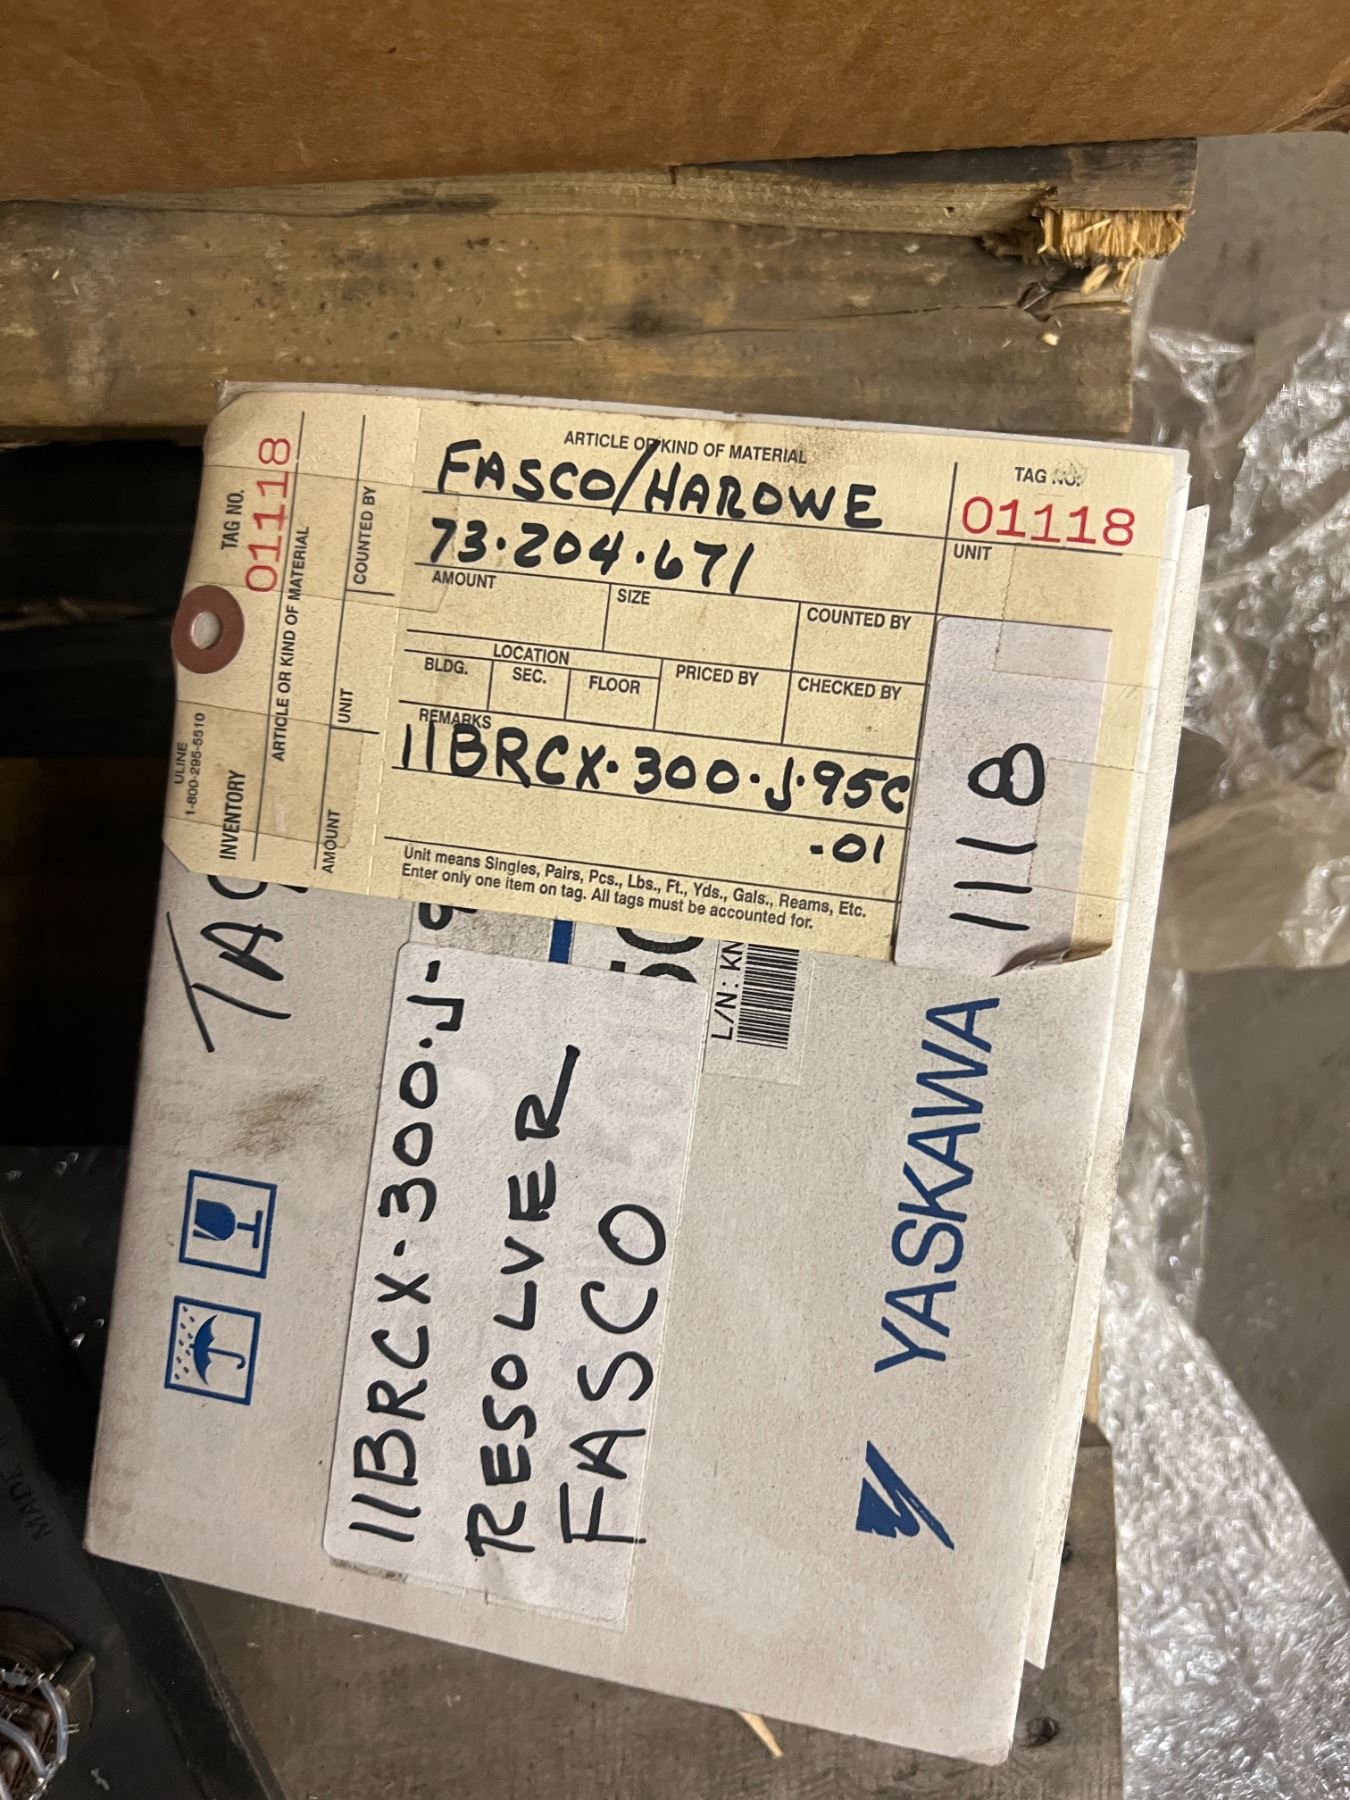 ARTICLE OR KIND OF MATERIAL
FASCO/HAROWE
73·204·671
TAG NO.
01118
UNIT
AMOUNT
SIZE
COUNTED BY
LOCATION
BLDG.
SEC.
FLOOR
PRICED BY
CHECKED BY
REMARKS
11BRCX·300·J·95C
-01
Unit means Singles, Pairs, Pcs., Lbs., Ft., Yds., Gals., Reams, Etc.
Enter only one item on tag. All tags must be accounted for.
1118
ULINE
1-800-295-5510
INVENTORY
TAG NO.
01118
ARTICLE OR KIND OF MATERIAL
AMOUNT
UNIT
COUNTED BY
11BRCX·300·J-9
RESOLVER
FASCO
L/N: KN
YASKAWA